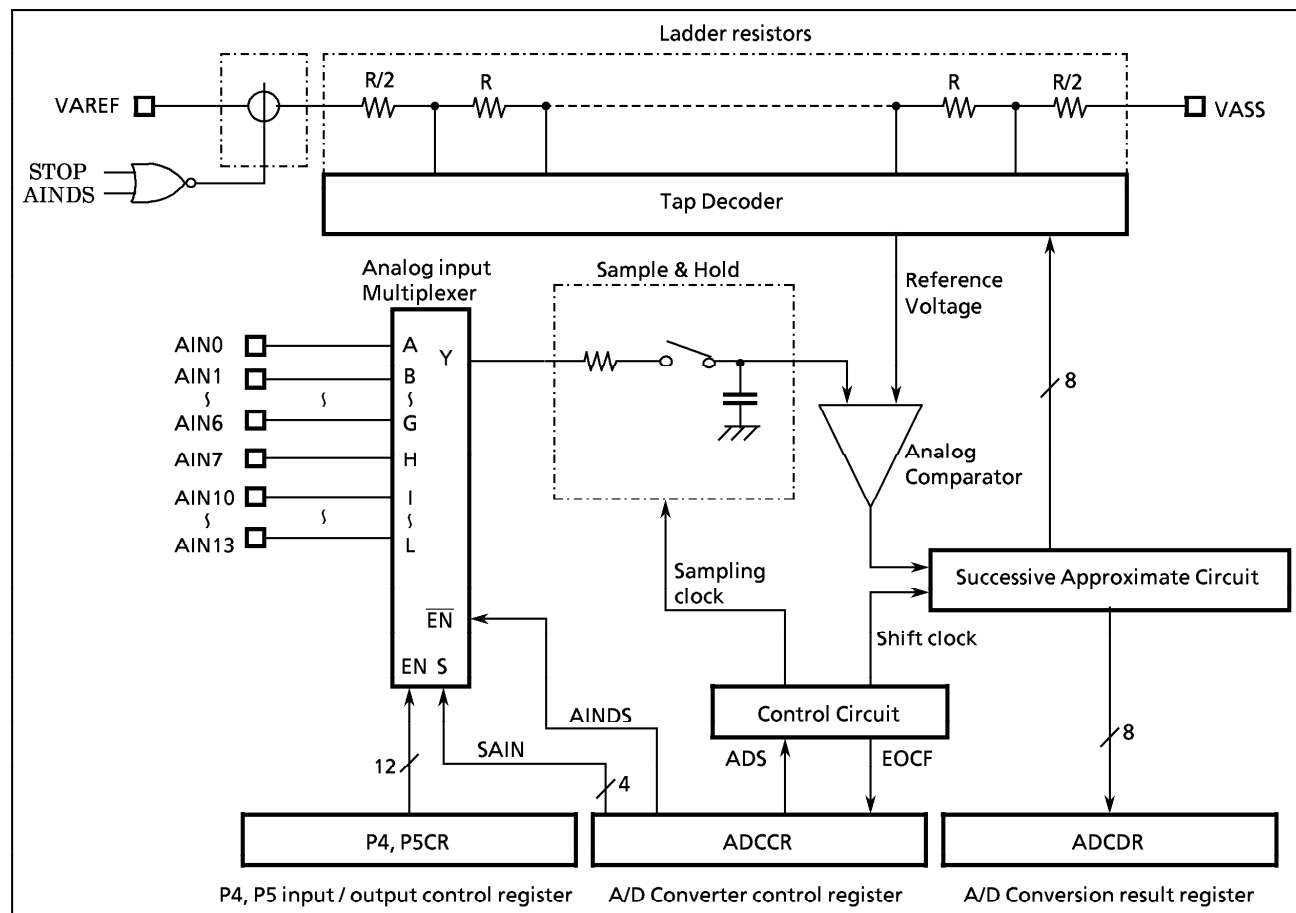 Ladder resistors
R/2
R
R
R/2
VAREF
VASS
STOP
AINDS
Tap Decoder
Analog input
Multiplexer
Sample & Hold
Reference
Voltage
AIN0
A
Y
AIN1
B
8
AIN6
G
AIN7
H
Analog
Comparator
AIN10
I
AIN13
L
Sampling
clock
Successive Approximate Circuit
EN
Shift clock
EN S
AINDS
Control Circuit
SAIN
ADS
EOCF
12
4
8
P4, P5CR
ADCCR
ADCDR
P4, P5 input / output control register
A/D Converter control register
A/D Conversion result register